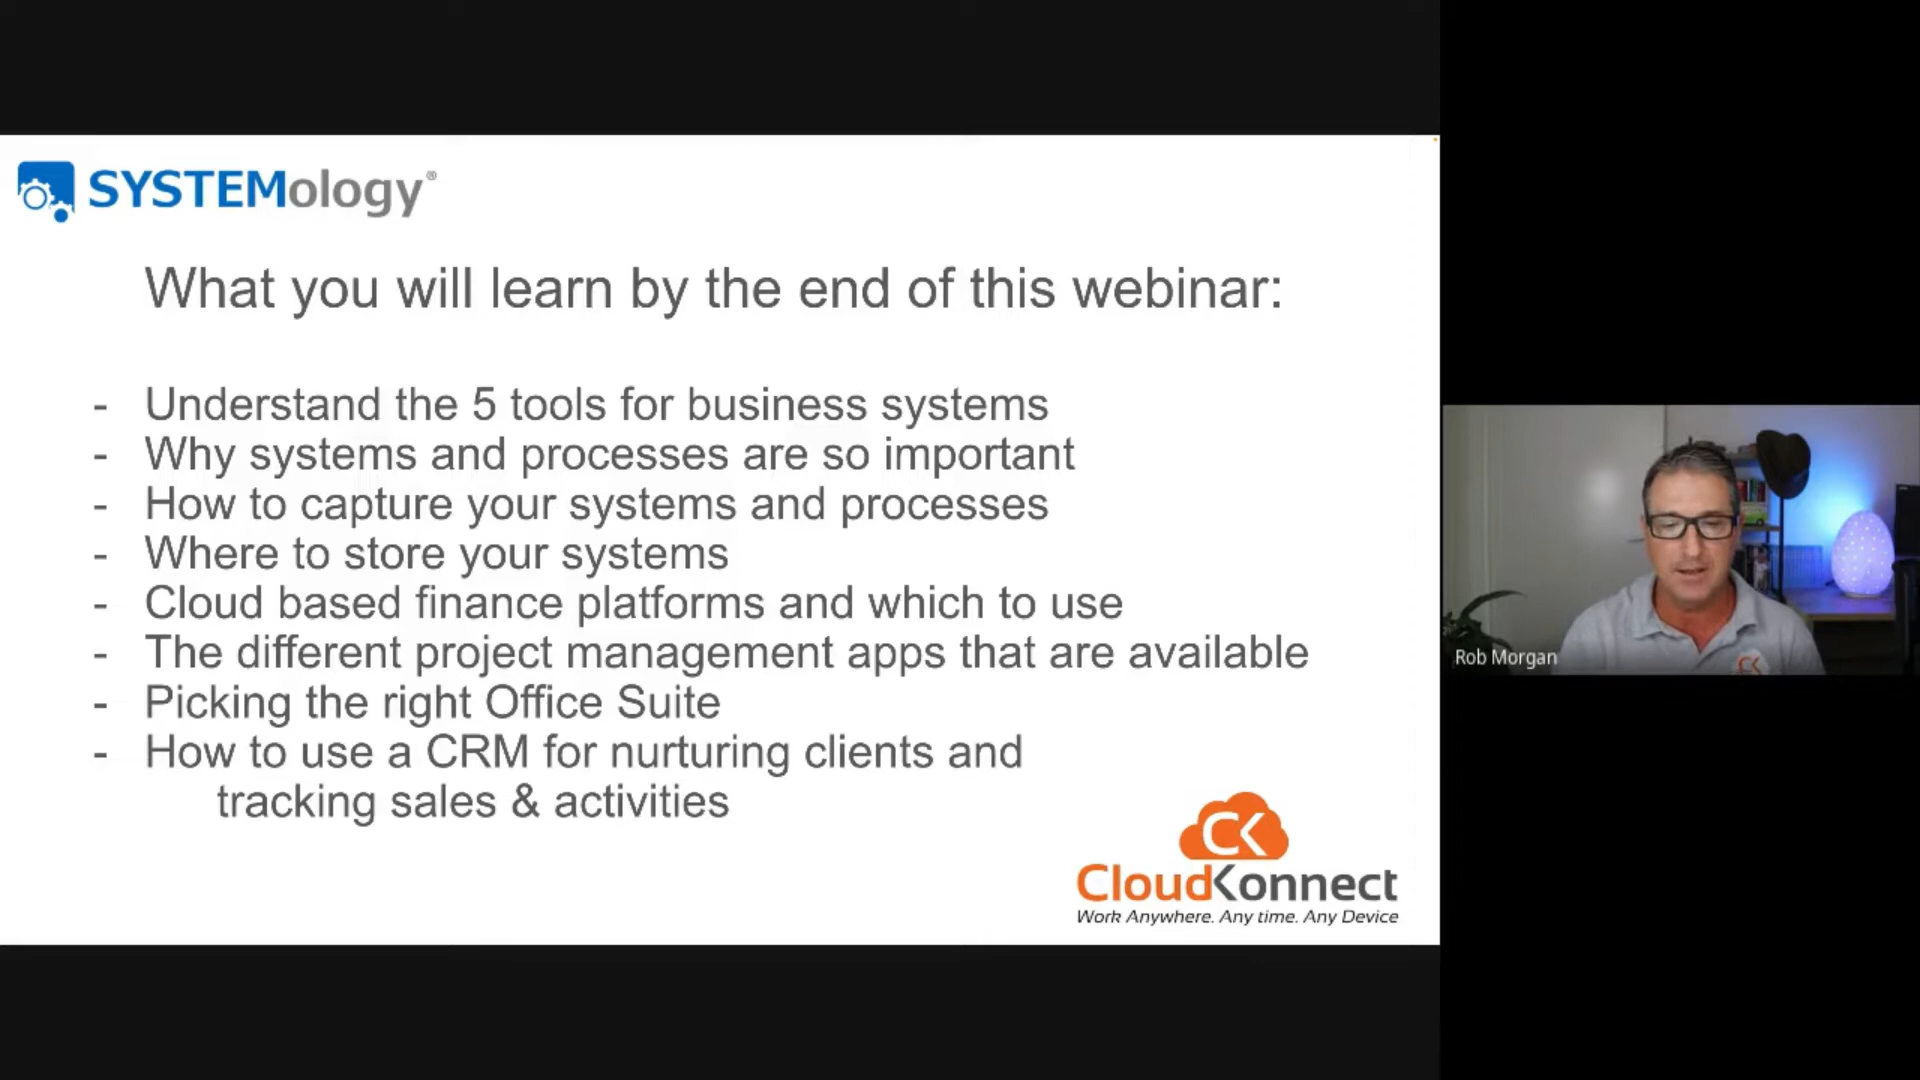 SYSTEMology®
What you will learn by the end of this webinar:
- Understand the 5 tools for business systems
- Why systems and processes are so important
- How to capture your systems and processes
- Where to store your systems
- Cloud based finance platforms and which to use
- The different project management apps that are available
- Picking the right Office Suite
- How to use a CRM for nurturing clients and
tracking sales & activities
CK
CloudKonnect
Work Anywhere. Any time. Any Device
Rob Morgan
CK